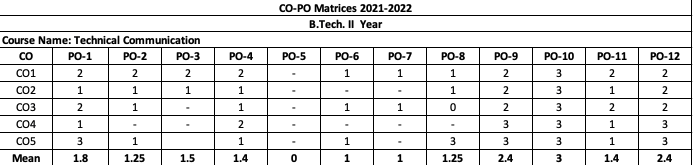 CO-PO Matrices 2021-2022
B.Tech. II Year
Course Name: Technical Communication
CO PO-1 PO-2 PO-3 PO-4 PO-5 PO-6 PO-7 PO-8 PO-9 PO-10 PO-11 PO-12
CO1 2 2 2 2 - 1 1 1 2 3 2 2
CO2 1 1 1 1 - - - 1 2 3 1 2
CO3 2 1 - 1 - 1 1 0 2 3 2 2
CO4 1 - - 2 - - - - 3 3 1 3
CO5 3 1 1 - 1 - 3 3 3 1 3
Mean 1.8 1.25 1.5 1.4 0 1 1 1.25 2.4 3 1.4 2.4